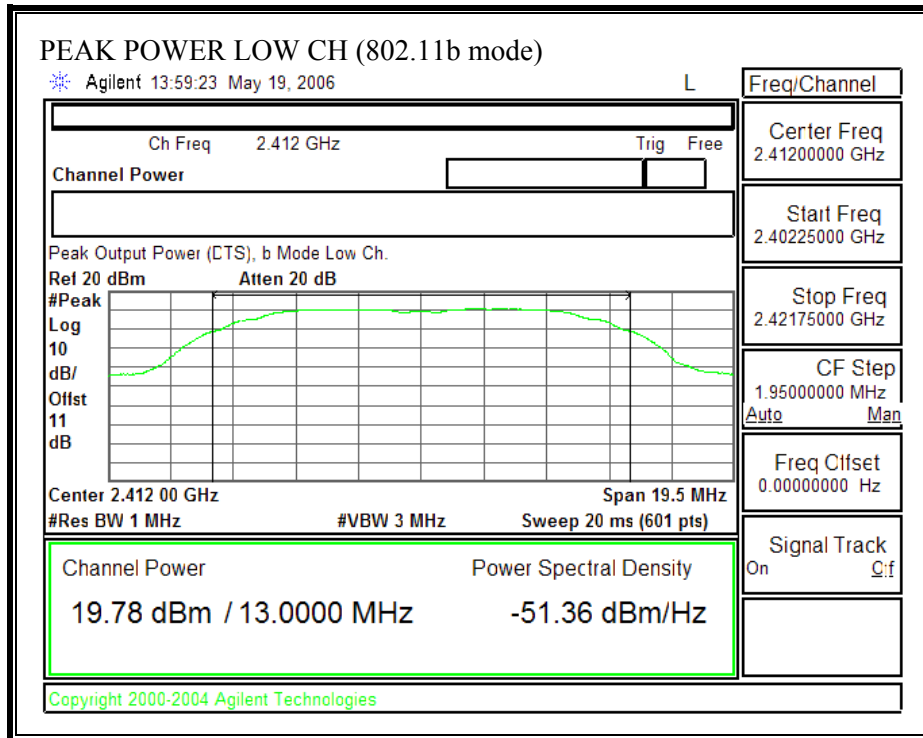 PEAK POWER LOW CH (802.11b mode)
Agilent 13:59:23 May 19, 2006 L
Freq/Channel
Ch Freq 2.412 GHz Trig Free
Channel Power
Peak Output Power (DTS), b Mode Low Ch.
Ref 20 dBm Atten 20 dB
#Peak
Log
10
dB/
Offst
11
dB
Center 2.412 00 GHz Span 19.5 MHz
#Res BW 1 MHz #VBW 3 MHz Sweep 20 ms (601 pts)
Channel Power Power Spectral Density
19.78 dBm / 13.0000 MHz -51.36 dBm/Hz
Copyright 2000-2004 Agilent Technologies
Center Freq
2.41200000 GHz
Start Freq
2.40225000 GHz
Stop Freq
2.42175000 GHz
CF Step
1.95000000 MHz
Auto Man
Freq Offset
0.00000000 Hz
Signal Track
On Off